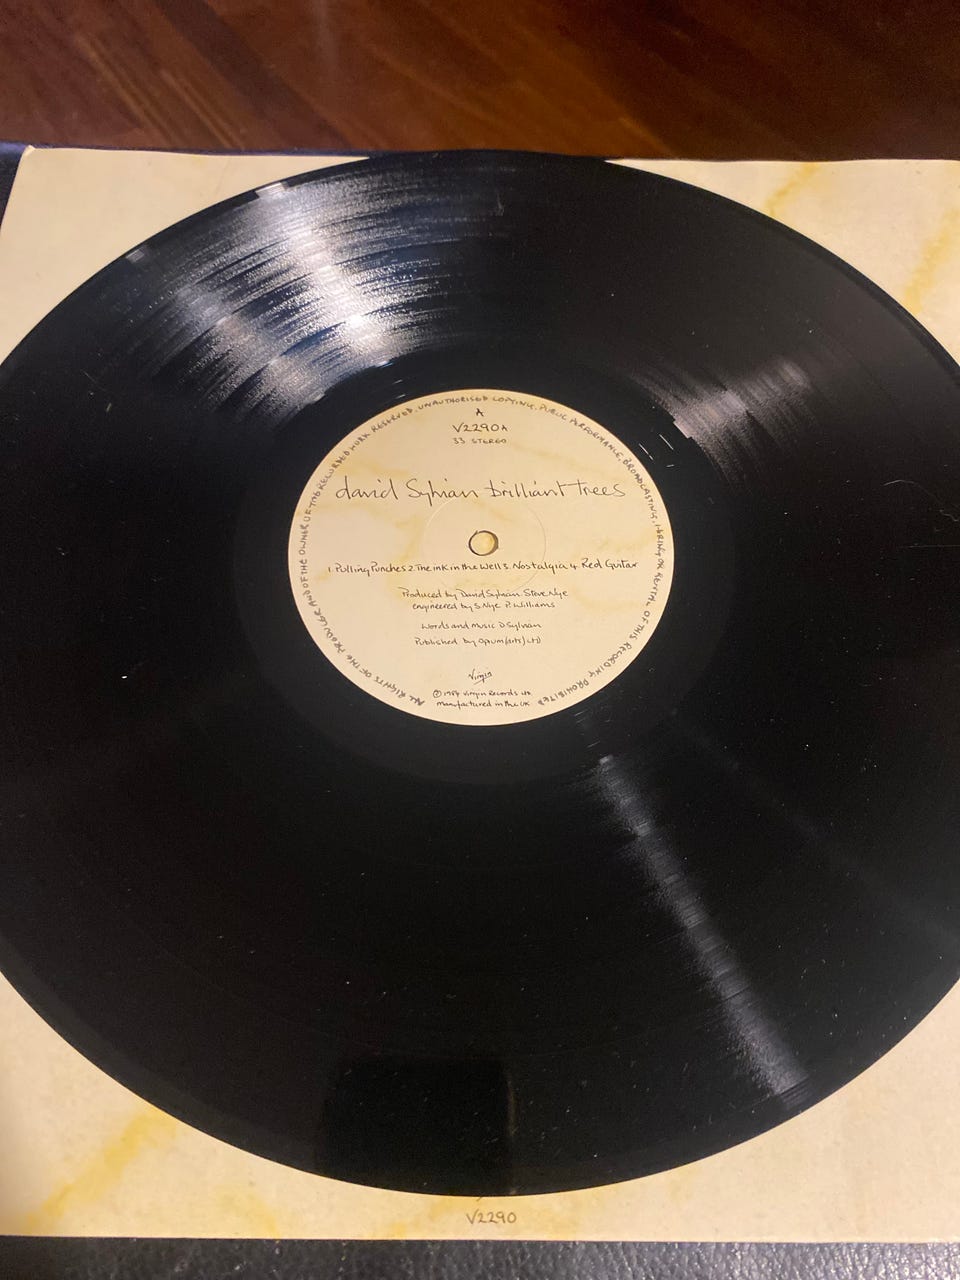 ALL RIGHTS OF THE PRODUCER AND OF THE OWNER OF THE RECORDED WORK RESERVED. UNAUTHORISED COPYING, PUBLIC PERFORMANCE, BROADCASTING, HIRING OR RENTAL OF THIS RECORDING PROHIBITED
A
V2290A
33 STEREO
david Sylvian brilliant trees
1. Pulling Punches 2. The ink in the Well 3. Nostalgia 4 Red Guitar
Produced by David Sylvian Steve Nye
engineered by S. Nye P. Williams
Words and Music D Sylvian
Published by Opium (Arts) Ltd
Virgin
Ⓟ 1984 Virgin Records Ltd
manufactured in the UK
V2290